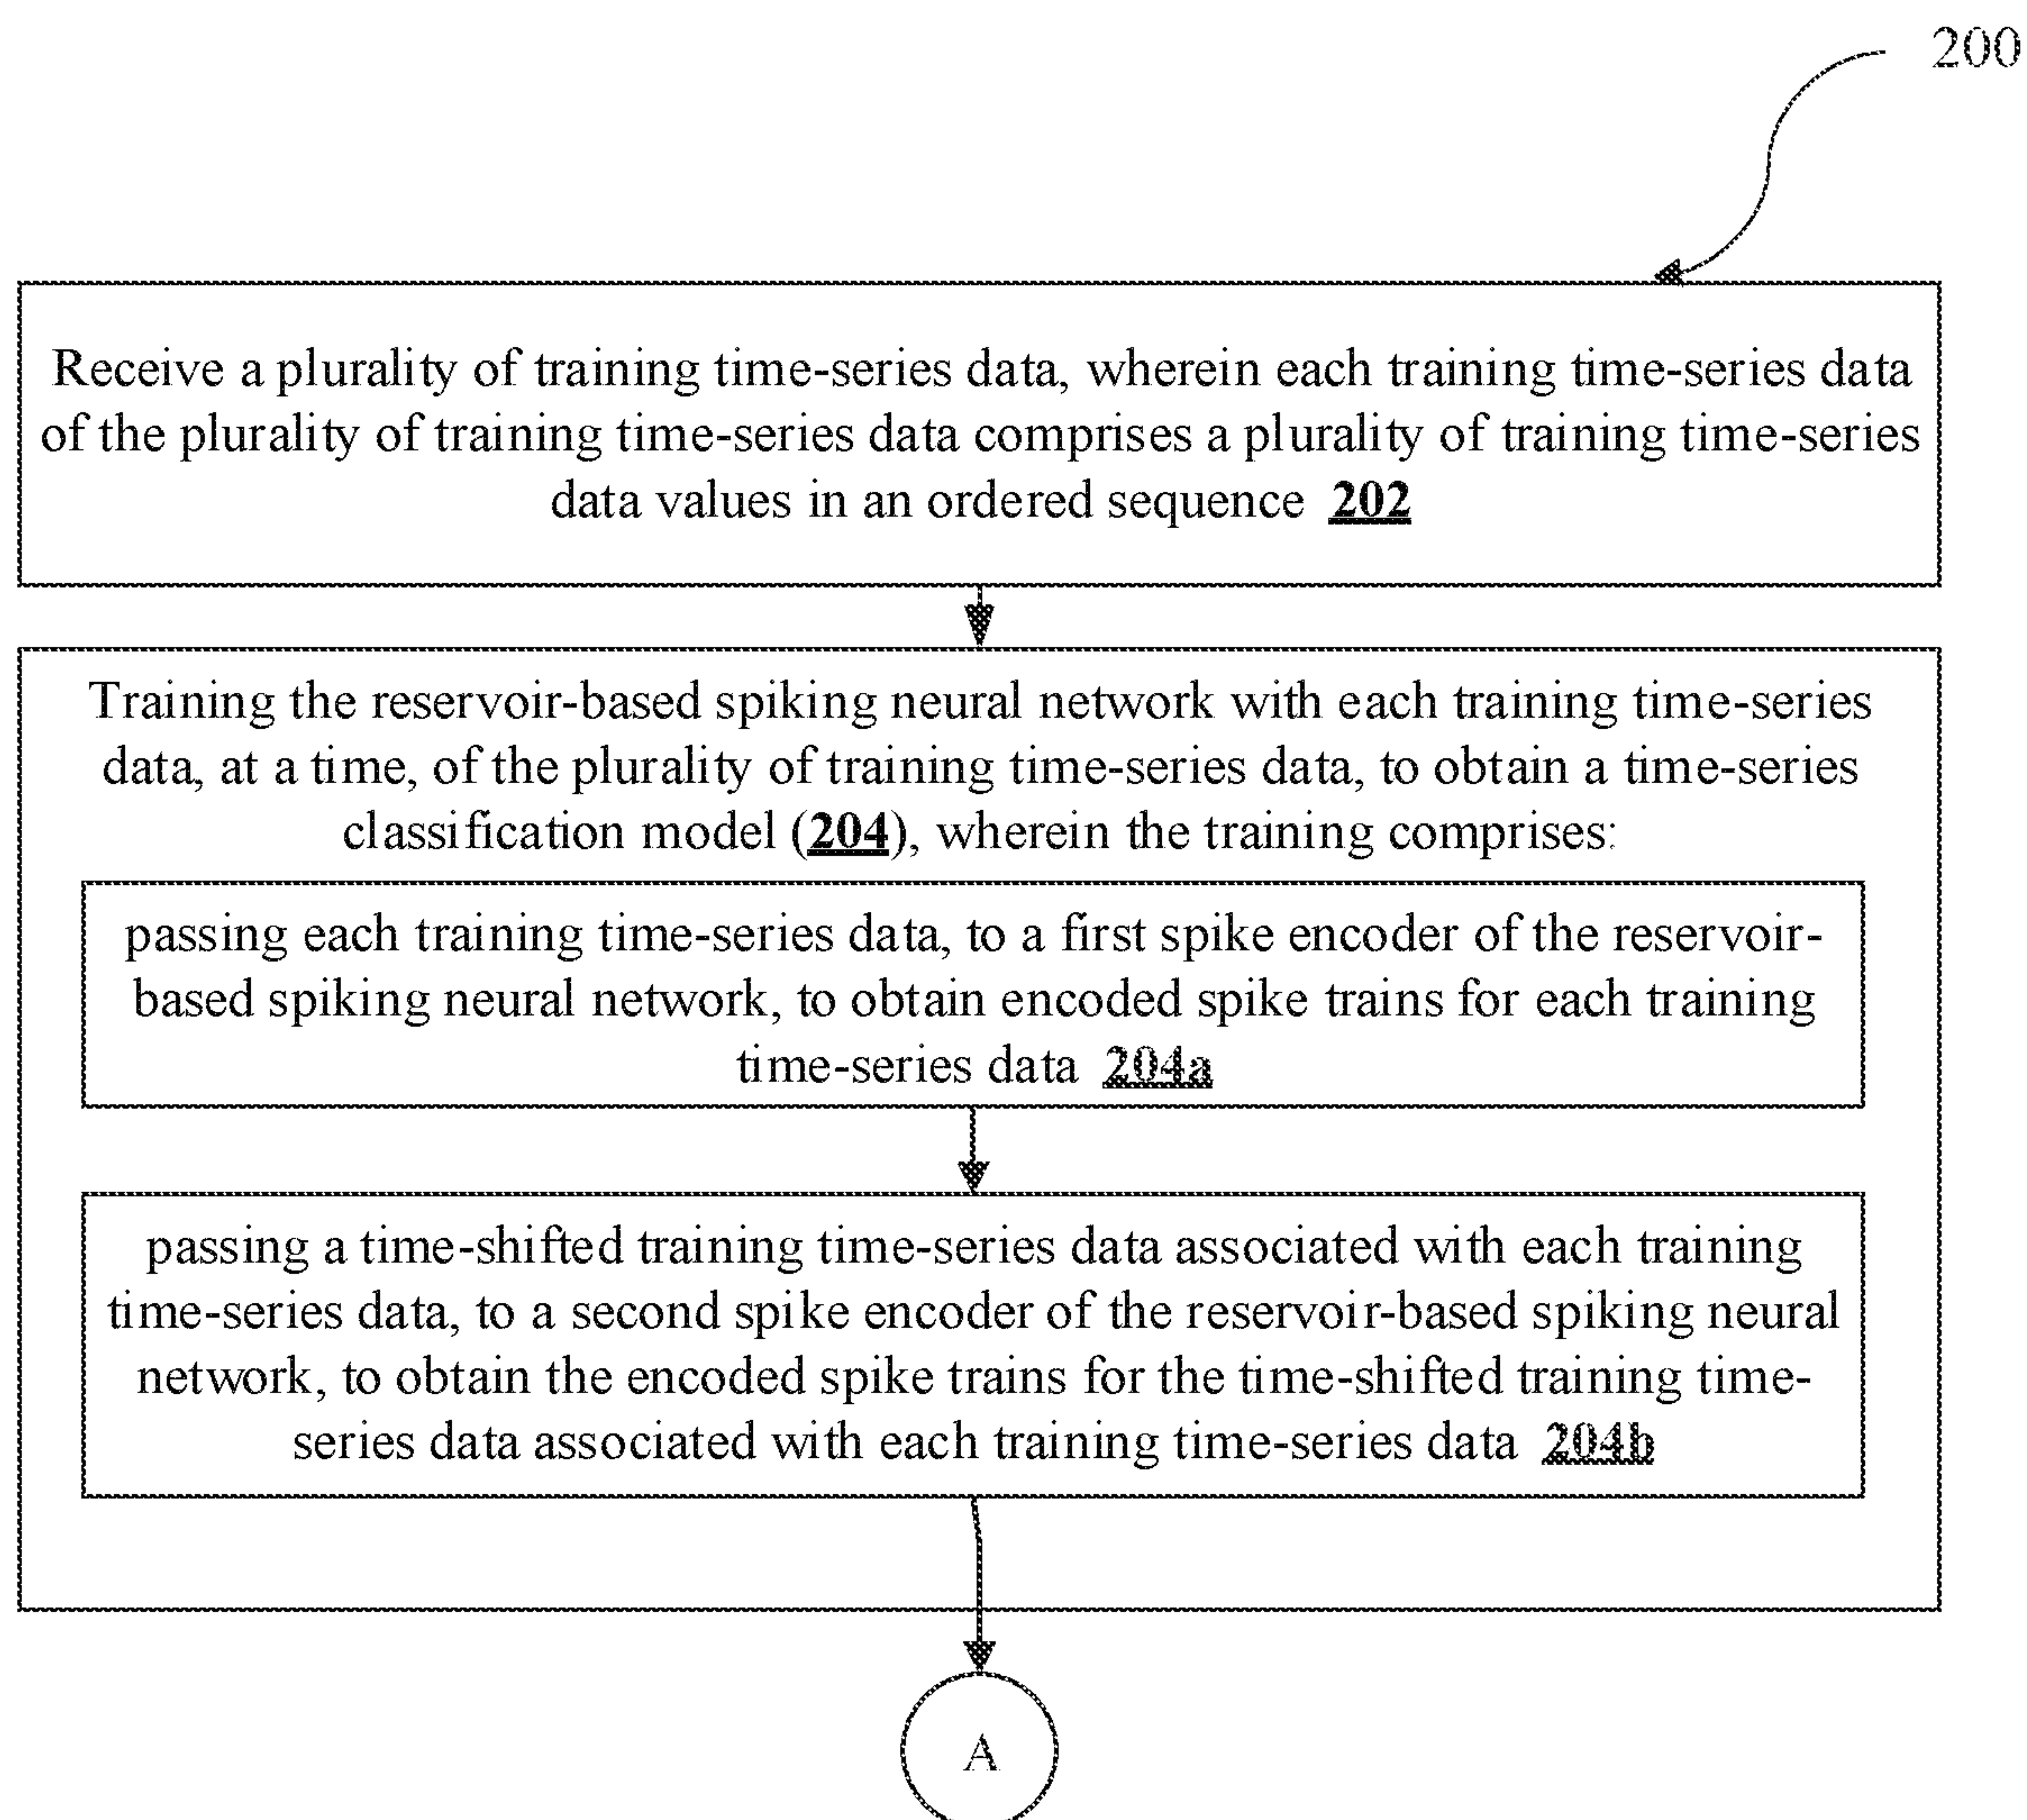 200
Receive a plurality of training time-series data, wherein each training time-series data
of the plurality of training time-series data comprises a plurality of training time-series
data values in an ordered sequence 202
Training the reservoir-based spiking neural network with each training time-series
data, at a time, of the plurality of training time-series data, to obtain a time-series
classification model (204), wherein the training comprises:
passing each training time-series data, to a first spike encoder of the reservoir-
based spiking neural network, to obtain encoded spike trains for each training
time-series data 204a
passing a time-shifted training time-series data associated with each training
time-series data, to a second spike encoder of the reservoir-based spiking neural
network, to obtain the encoded spike trains for the time-shifted training time-
series data associated with each training time-series data 204b
A